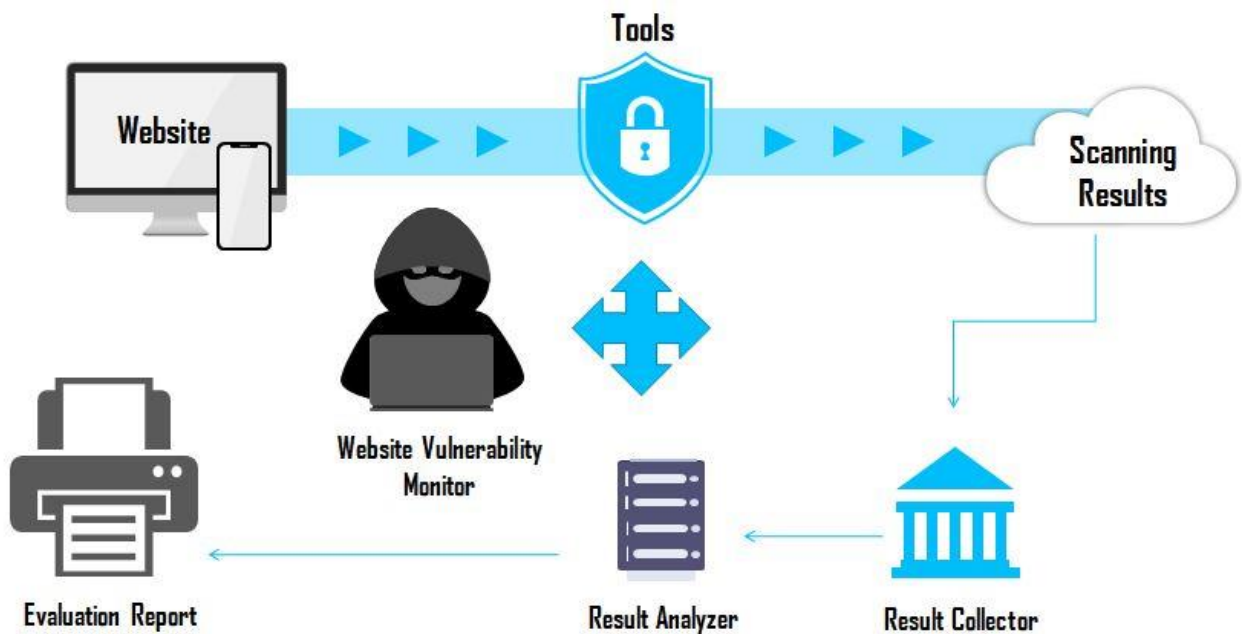 Tools
Website
Scanning
Results
Website Vulnerability
Monitor
Evaluation Report
Result Analyzer
Result Collector